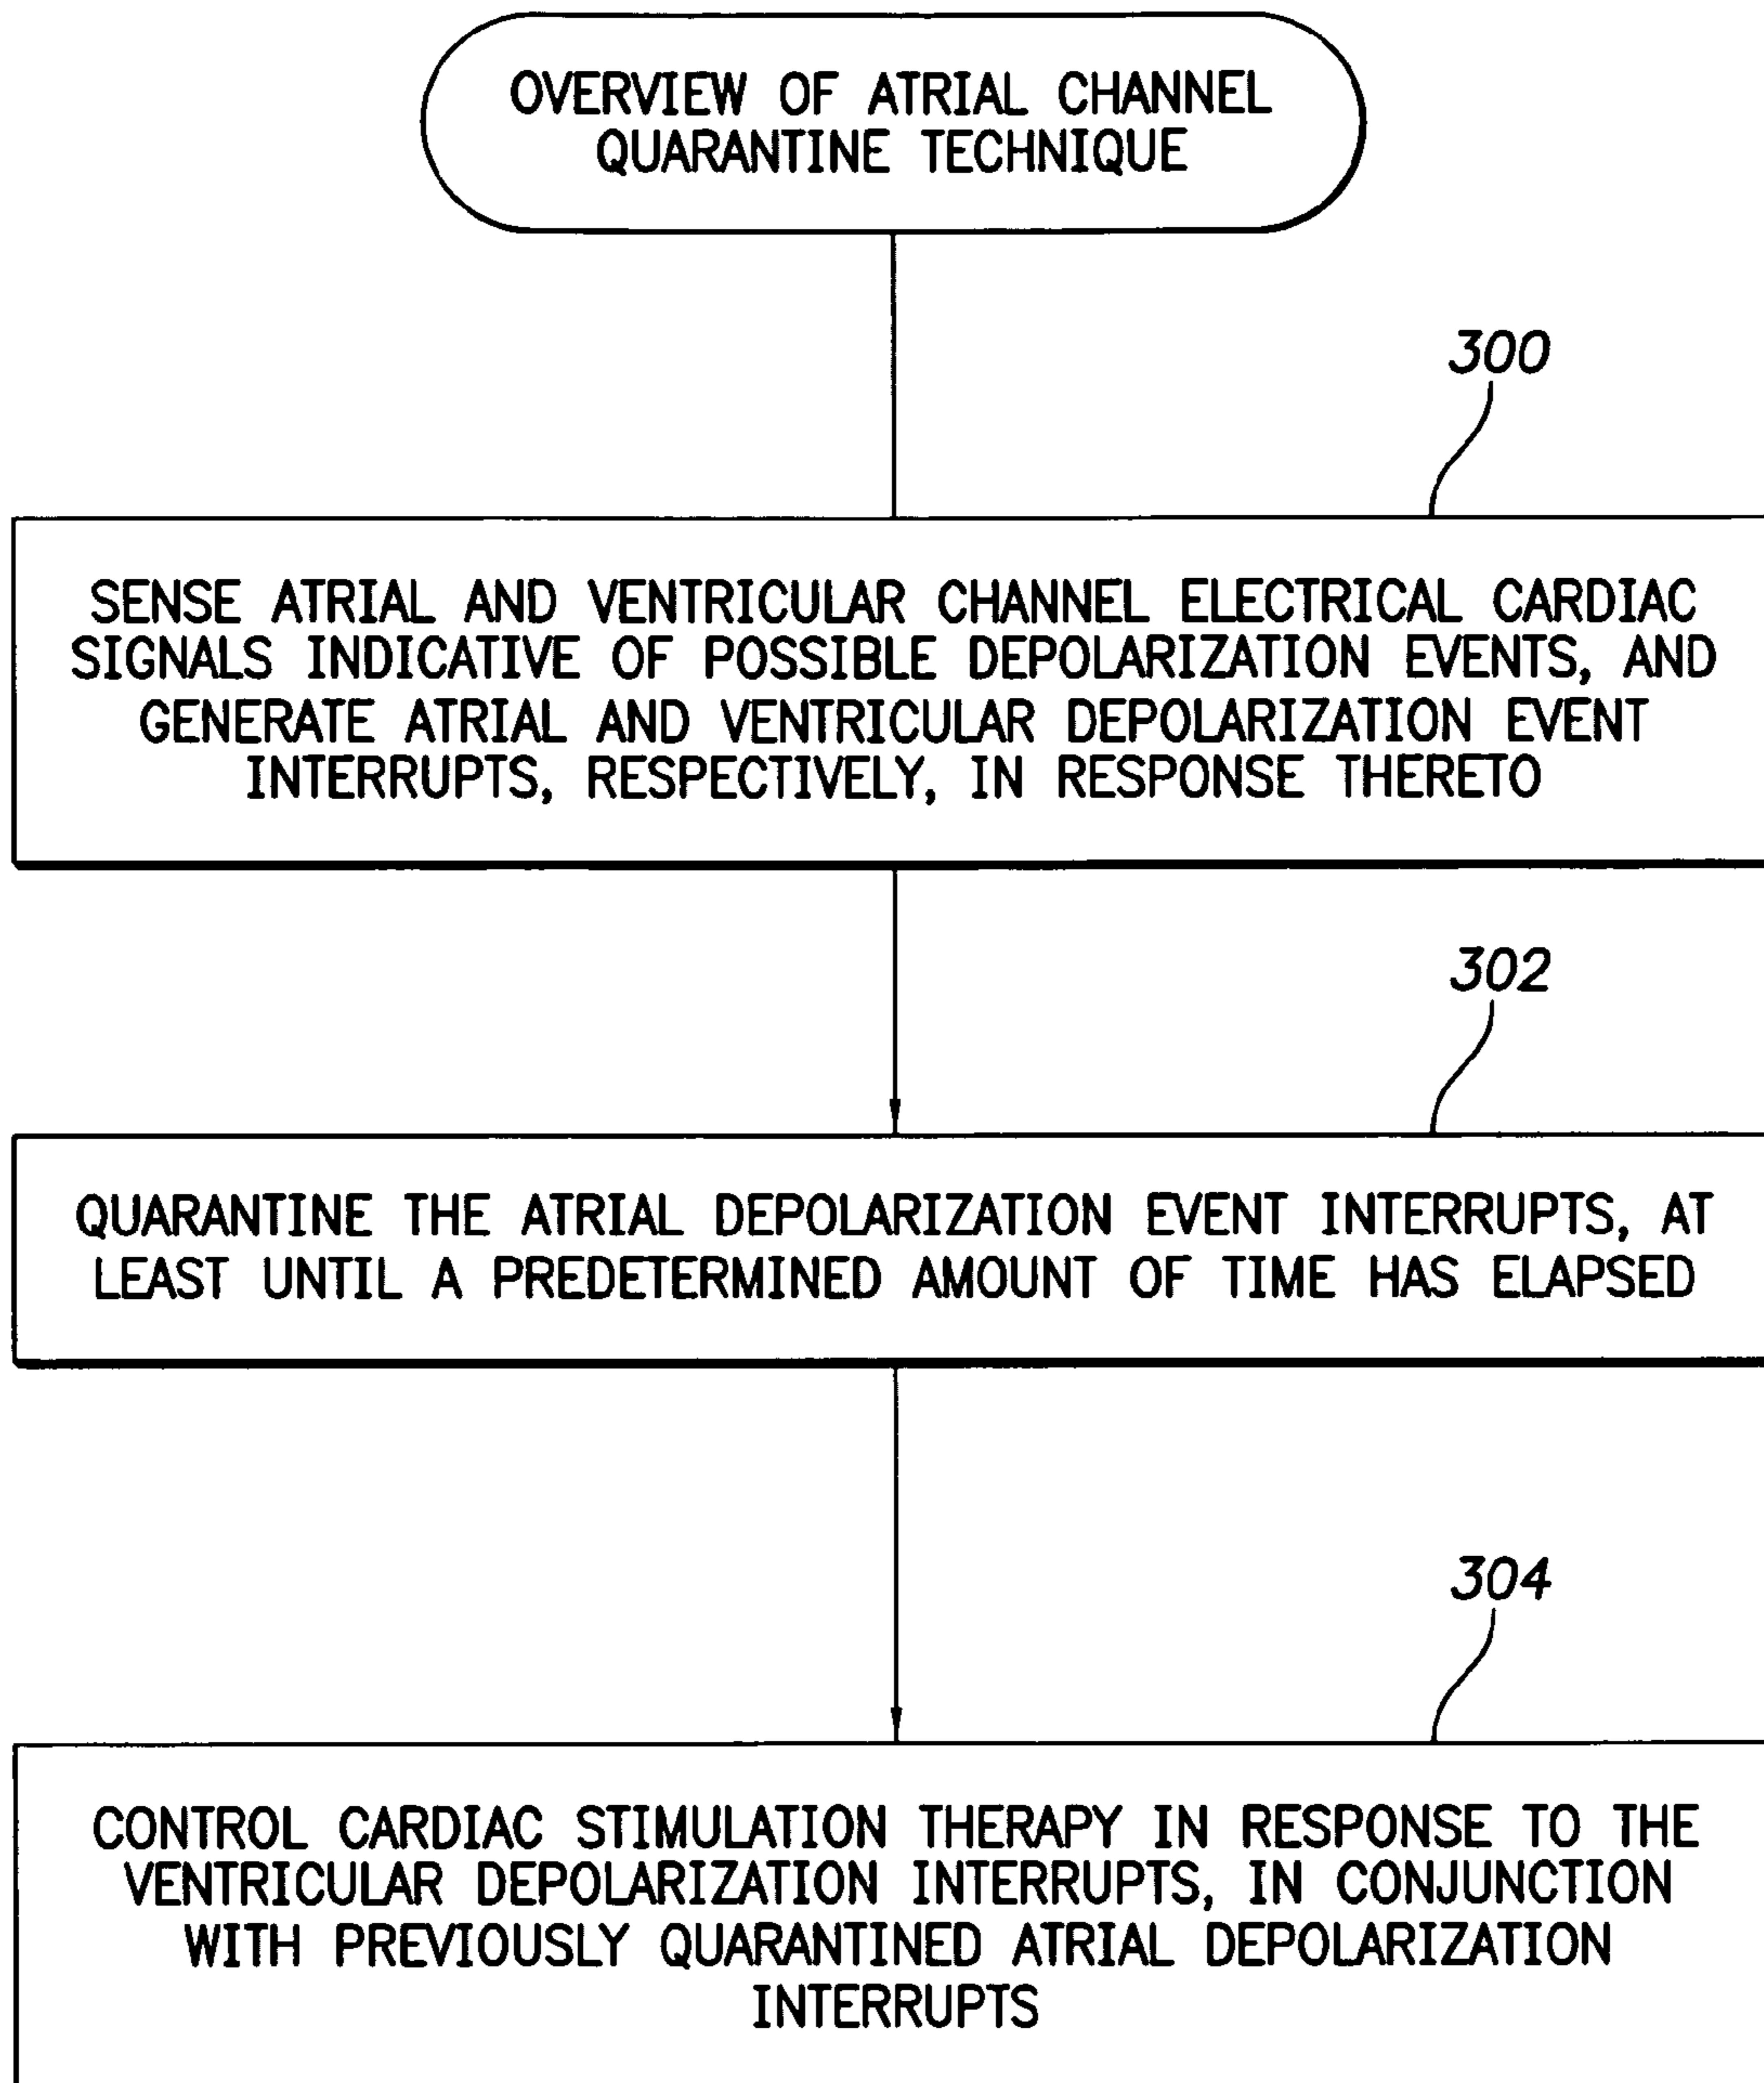 OVERVIEW OF ATRIAL CHANNEL
QUARANTINE TECHNIQUE
300
SENSE ATRIAL AND VENTRICULAR CHANNEL ELECTRICAL CARDIAC
SIGNALS INDICATIVE OF POSSIBLE DEPOLARIZATION EVENTS, AND
GENERATE ATRIAL AND VENTRICULAR DEPOLARIZATION EVENT
INTERRUPTS, RESPECTIVELY, IN RESPONSE THERETO
302
QUARANTINE THE ATRIAL DEPOLARIZATION EVENT INTERRUPTS, AT
LEAST UNTIL A PREDETERMINED AMOUNT OF TIME HAS ELAPSED
304
CONTROL CARDIAC STIMULATION THERAPY IN RESPONSE TO THE
VENTRICULAR DEPOLARIZATION INTERRUPTS, IN CONJUNCTION
WITH PREVIOUSLY QUARANTINED ATRIAL DEPOLARIZATION
INTERRUPTS